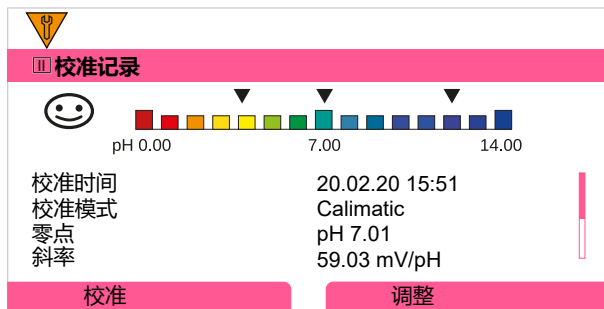 II 校准记录
pH 0.00 7.00 14.00
校准时间 20.02.20 15:51
校准模式 Calimatic
零点 pH 7.01
斜率 59.03 mV/pH
校准 调整